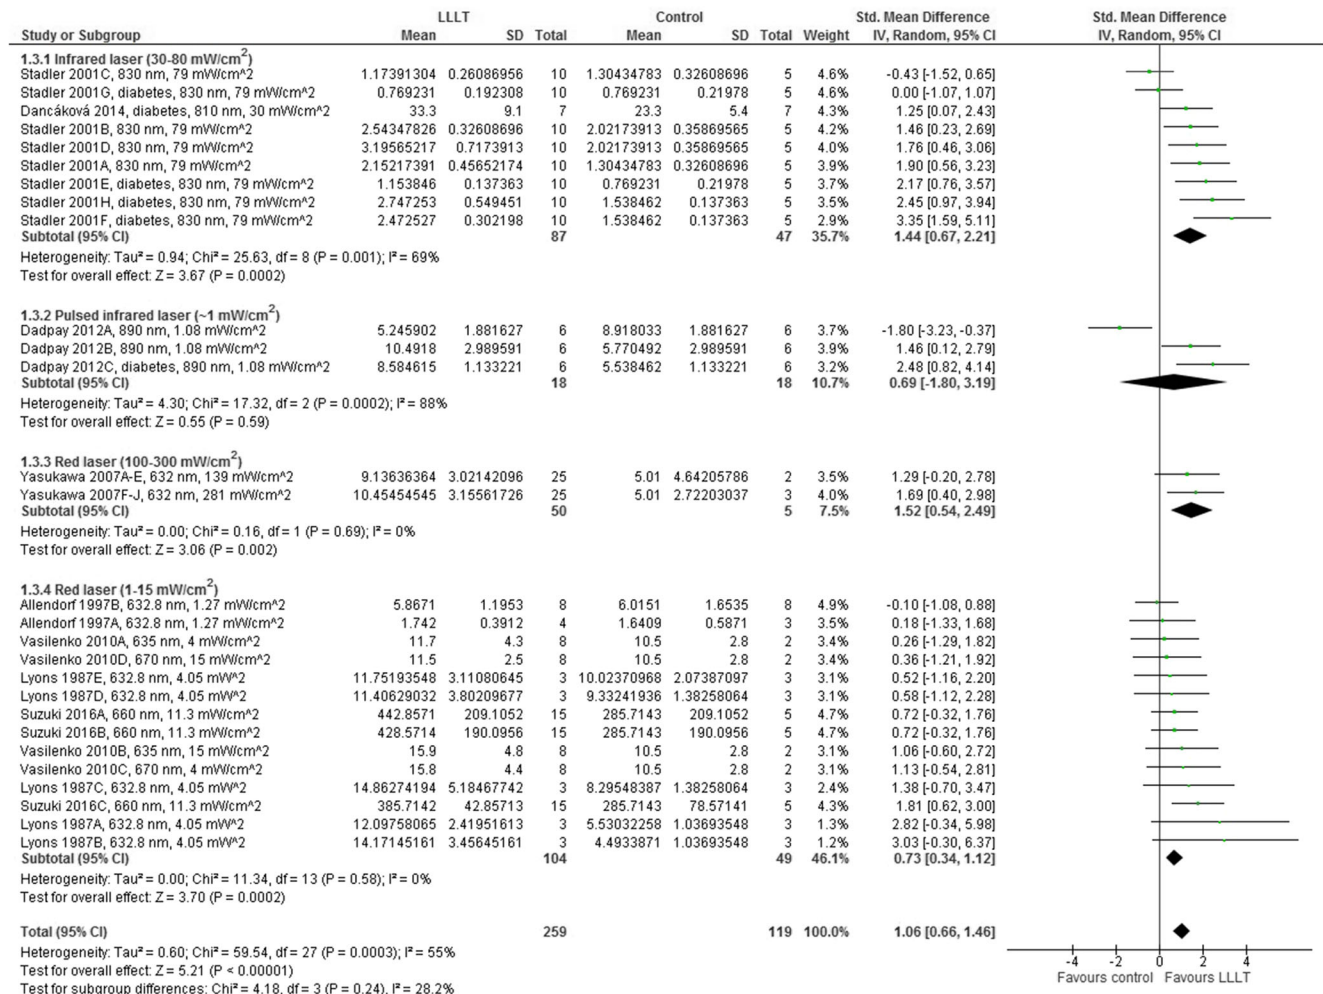 LLLT Control Std. Mean Difference Std. Mean Difference
Study or Subgroup Mean SD Total Mean SD Total Weight IV, Random, 95% CI IV, Random, 95% CI
1.3.1 Infrared laser (30-80 mW/cm²)
Stadler 2001C, 830 nm, 79 mW/cm^2 1.17391304 0.26086956 10 1.30434783 0.32608696 5 4.6% -0.43 [-1.52, 0.65]
Stadler 2001G, diabetes, 830 nm, 79 mW/cm^2 0.769231 0.192308 10 0.769231 0.21978 5 4.6% 0.00 [-1.07, 1.07]
Dancáková 2014, diabetes, 810 nm, 30 mW/cm^2 33.3 9.1 7 23.3 5.4 7 4.3% 1.25 [0.07, 2.43]
Stadler 2001B, 830 nm, 79 mW/cm^2 2.54347826 0.32608696 10 2.02173913 0.35869565 5 4.2% 1.46 [0.23, 2.69]
Stadler 2001D, 830 nm, 79 mW/cm^2 3.19565217 0.7173913 10 2.02173913 0.35869565 5 4.0% 1.76 [0.46, 3.06]
Stadler 2001A, 830 nm, 79 mW/cm^2 2.15217391 0.45652174 10 1.30434783 0.32608696 5 3.9% 1.90 [0.56, 3.23]
Stadler 2001E, diabetes, 830 nm, 79 mW/cm^2 1.153846 0.137363 10 0.769231 0.21978 5 3.7% 2.17 [0.76, 3.57]
Stadler 2001H, diabetes, 830 nm, 79 mW/cm^2 2.747253 0.549451 10 1.538462 0.137363 5 3.5% 2.45 [0.97, 3.94]
Stadler 2001F, diabetes, 830 nm, 79 mW/cm^2 2.472527 0.302198 10 1.538462 0.137363 5 2.9% 3.35 [1.59, 5.11]
Subtotal (95% CI) 87 47 35.7% 1.44 [0.67, 2.21]
Heterogeneity: Tau² = 0.94; Chi² = 25.63, df = 8 (P = 0.001); I² = 69%
Test for overall effect: Z = 3.67 (P = 0.0002)
1.3.2 Pulsed infrared laser (~1 mW/cm²)
Dadpay 2012A, 890 nm, 1.08 mW/cm^2 5.245902 1.881627 6 8.918033 1.881627 6 3.7% -1.80 [-3.23, -0.37]
Dadpay 2012B, 890 nm, 1.08 mW/cm^2 10.4918 2.989591 6 5.770492 2.989591 6 3.9% 1.46 [0.12, 2.79]
Dadpay 2012C, diabetes, 890 nm, 1.08 mW/cm^2 8.584615 1.133221 6 5.538462 1.133221 6 3.2% 2.48 [0.82, 4.14]
Subtotal (95% CI) 18 18 10.7% 0.69 [-1.80, 3.19]
Heterogeneity: Tau² = 4.30; Chi² = 17.32, df = 2 (P = 0.0002); I² = 88%
Test for overall effect: Z = 0.55 (P = 0.59)
1.3.3 Red laser (100-300 mW/cm²)
Yasukawa 2007A-E, 632 nm, 139 mW/cm^2 9.13636364 3.02142096 25 5.01 4.64205786 2 3.5% 1.29 [-0.20, 2.78]
Yasukawa 2007F-J, 632 nm, 281 mW/cm^2 10.45454545 3.15561726 25 5.01 2.72203037 3 4.0% 1.69 [0.40, 2.98]
Subtotal (95% CI) 50 5 7.5% 1.52 [0.54, 2.49]
Heterogeneity: Tau² = 0.00; Chi² = 0.16, df = 1 (P = 0.69); I² = 0%
Test for overall effect: Z = 3.06 (P = 0.002)
1.3.4 Red laser (1-15 mW/cm²)
Allendorf 1997B, 632.8 nm, 1.27 mW/cm^2 5.8671 1.1953 8 6.0151 1.6535 8 4.9% -0.10 [-1.08, 0.88]
Allendorf 1997A, 632.8 nm, 1.27 mW/cm^2 1.742 0.3912 4 1.6409 0.5871 3 3.5% 0.18 [-1.33, 1.68]
Vasilenko 2010A, 635 nm, 4 mW/cm^2 11.7 4.3 8 10.5 2.8 2 3.4% 0.26 [-1.29, 1.82]
Vasilenko 2010D, 670 nm, 15 mW/cm^2 11.5 2.5 8 10.5 2.8 2 3.4% 0.36 [-1.21, 1.92]
Lyons 1987E, 632.8 nm, 4.05 mW^2 11.75193548 3.11080645 3 10.02370968 2.07387097 3 3.1% 0.52 [-1.16, 2.20]
Lyons 1987D, 632.8 nm, 4.05 mW^2 11.40629032 3.80209677 3 9.33241936 1.38258064 3 3.1% 0.58 [-1.12, 2.28]
Suzuki 2016A, 660 nm, 11.3 mW/cm^2 442.8571 209.1052 15 285.7143 209.1052 5 4.7% 0.72 [-0.32, 1.76]
Suzuki 2016B, 660 nm, 11.3 mW/cm^2 428.5714 190.0956 15 285.7143 190.0956 5 4.7% 0.72 [-0.32, 1.76]
Vasilenko 2010B, 635 nm, 15 mW/cm^2 15.9 4.8 8 10.5 2.8 2 3.1% 1.06 [-0.60, 2.72]
Vasilenko 2010C, 670 nm, 4 mW/cm^2 15.8 4.4 8 10.5 2.8 2 3.1% 1.13 [-0.54, 2.81]
Lyons 1987C, 632.8 nm, 4.05 mW^2 14.86274194 5.18467742 3 8.29548387 1.38258064 3 2.4% 1.38 [-0.70, 3.47]
Suzuki 2016C, 660 nm, 11.3 mW/cm^2 385.7142 42.85713 15 285.7143 78.57141 5 4.3% 1.81 [0.62, 3.00]
Lyons 1987A, 632.8 nm, 4.05 mW^2 12.09758065 2.41951613 3 5.53032258 1.03693548 3 1.3% 2.82 [-0.34, 5.98]
Lyons 1987B, 632.8 nm, 4.05 mW^2 14.17145161 3.45645161 3 4.4933871 1.03693548 3 1.2% 3.03 [-0.30, 6.37]
Subtotal (95% CI) 104 49 46.1% 0.73 [0.34, 1.12]
Heterogeneity: Tau² = 0.00; Chi² = 11.34, df = 13 (P = 0.58); I² = 0%
Test for overall effect: Z = 3.70 (P = 0.0002)
Total (95% CI) 259 119 100.0% 1.06 [0.66, 1.46]
Heterogeneity: Tau² = 0.60; Chi² = 59.54, df = 27 (P = 0.0003); I² = 55%
Test for overall effect: Z = 5.21 (P < 0.00001)
Test for subgroup differences: Chi² = 4.18, df = 3 (P = 0.24), I² = 28.2%
-4 -2 0 2 4
Favours control Favours LLLT